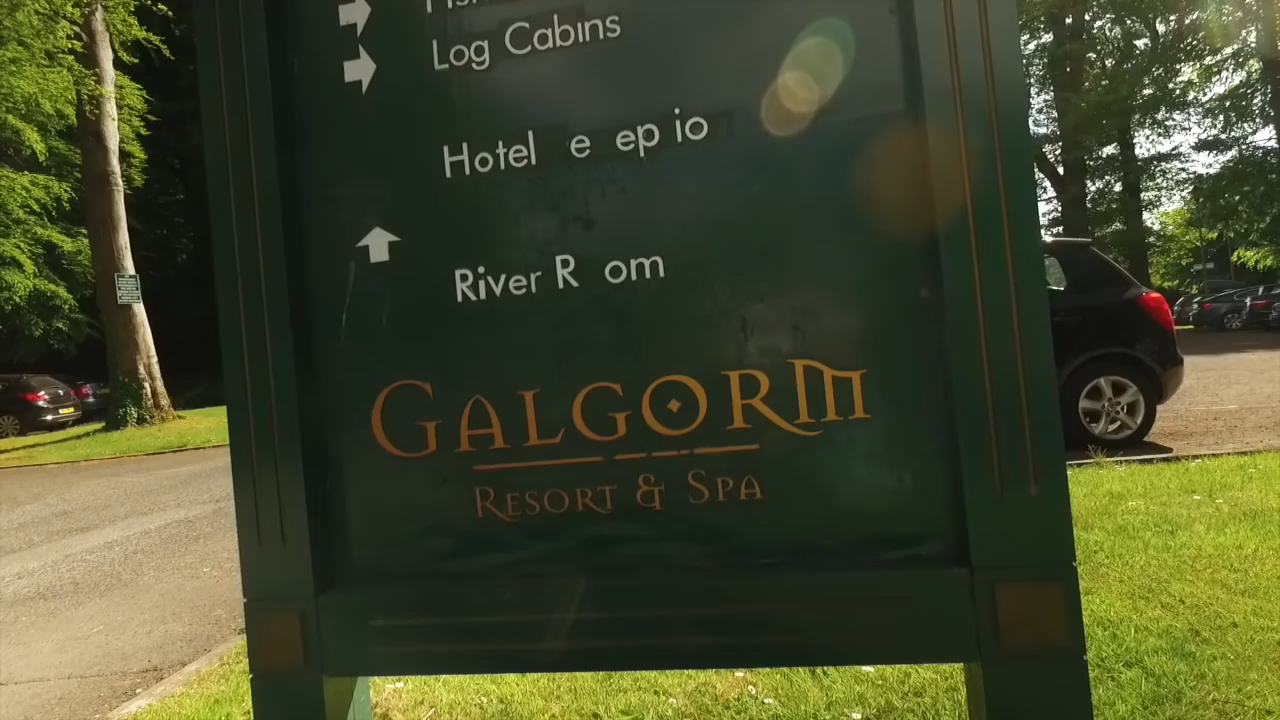 Log Cabins
Hotel e ep io
River R om
GALGORM
RESORT & SPA